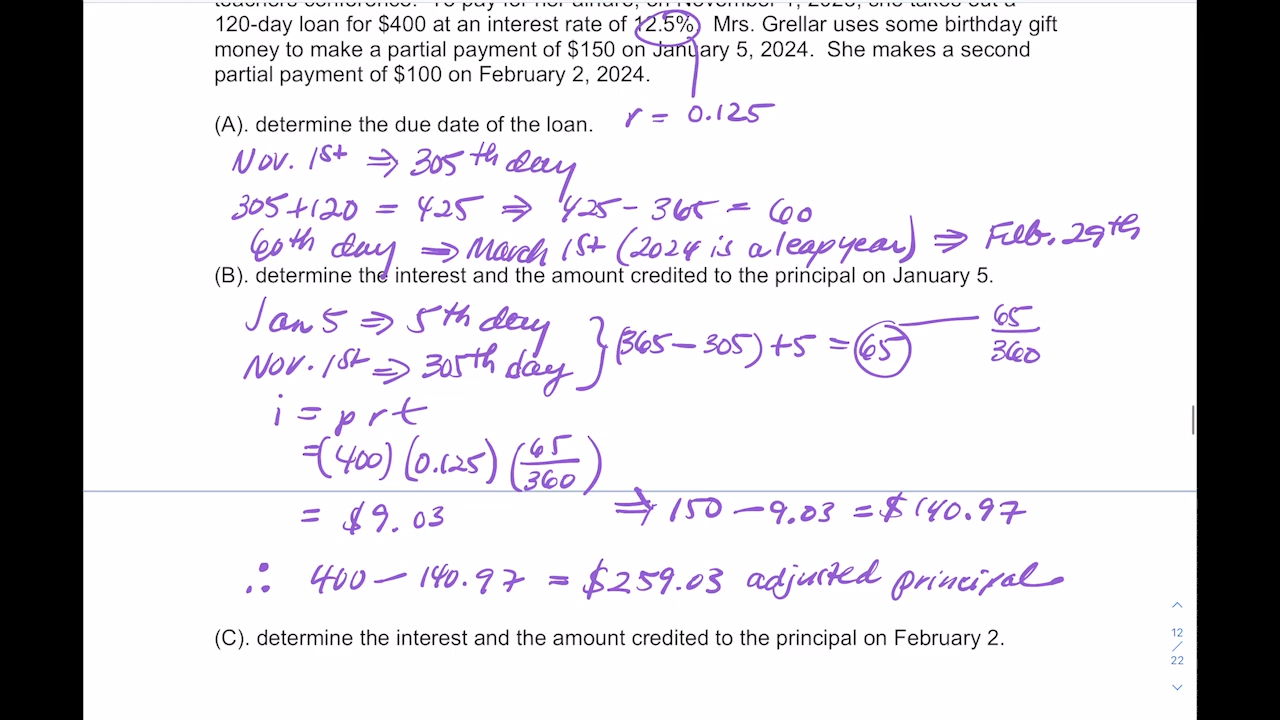 120-day loan for $400 at an interest rate of 12.5%. Mrs. Grellar uses some birthday gift
money to make a partial payment of $150 on January 5, 2024. She makes a second
partial payment of $100 on February 2, 2024.
r = 0.125
(A). determine the due date of the loan.
Nov. 1st ⇒ 305th day
305+120 = 425 ⇒ 425-365 = 60
60th day ⇒ March 1st (2024 is a leap year) ⇒ Feb. 29th
(B). determine the interest and the amount credited to the principal on January 5.
Jan 5 ⇒ 5th day
Nov. 1st ⇒ 305th day } (365-305)+5 = 65 65/360
i = prt
=(400)(0.125)(65/360)
= $9.03 ⇒ 150-9.03 = $140.97
∴ 400-140.97 = $259.03 adjusted principal
(C). determine the interest and the amount credited to the principal on February 2.
12
/
22